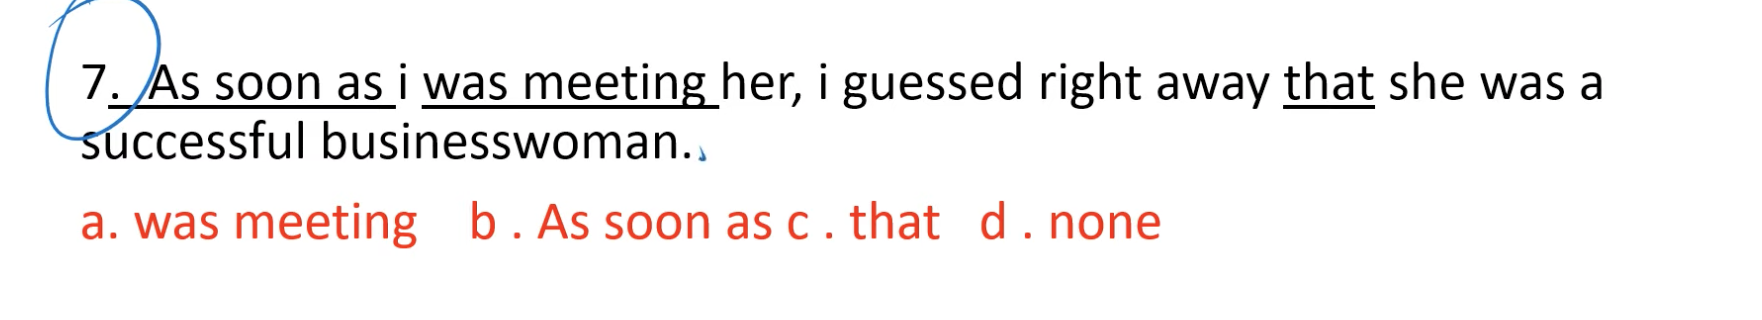 7. As soon as i was meeting her, i guessed right away that she was a
successful businesswoman.
a. was meeting b . As soon as c . that d . none